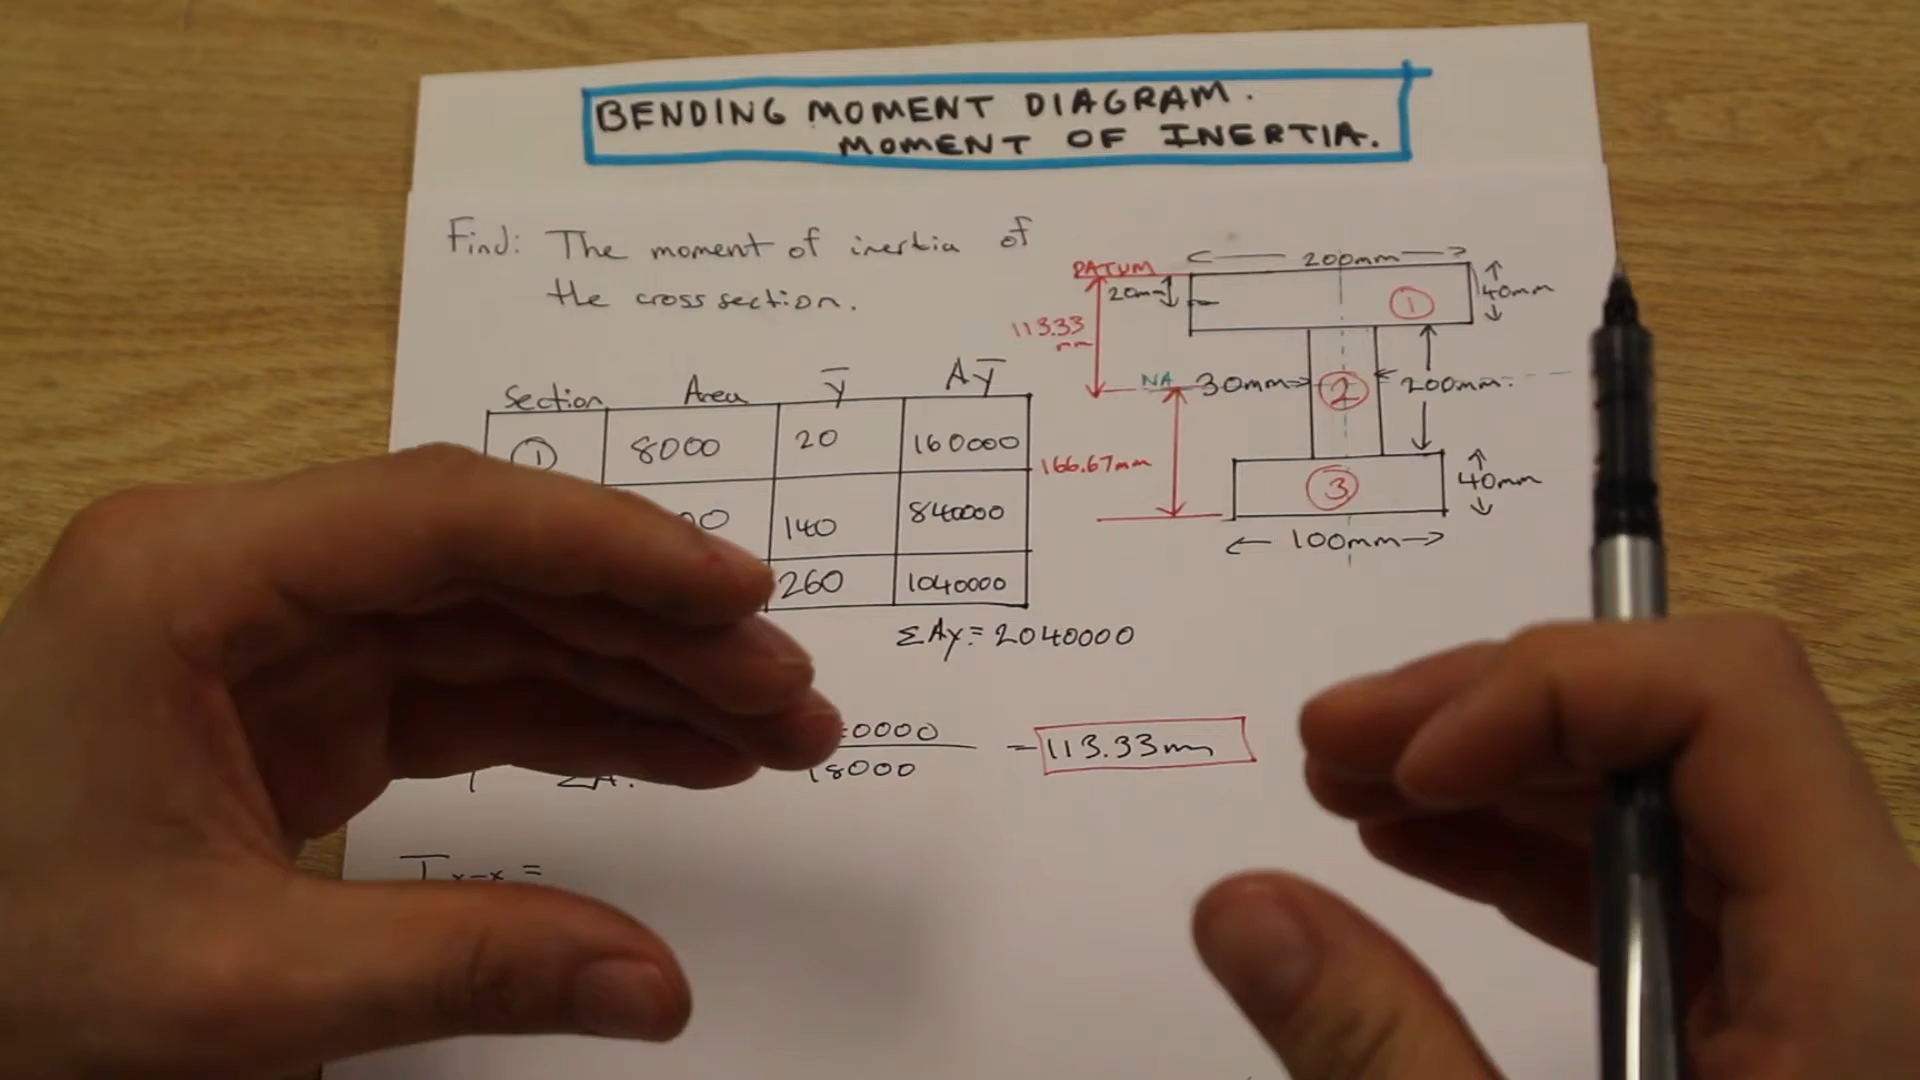 BENDING MOMENT DIAGRAM.
MOMENT OF INERTIA.
Find: The moment of inertia of
the cross section.
Section Area y̅ Ay̅
① 8000 20 160000
140 840000
260 1040000
ΣAy = 2040000
0000
18000
= 113.33mm
ΣA.
I x-x =
DATUM
200mm
20mm
40mm
①
113.33
mm
NA
30mm
②
200mm
166.67mm
③
40mm
100mm